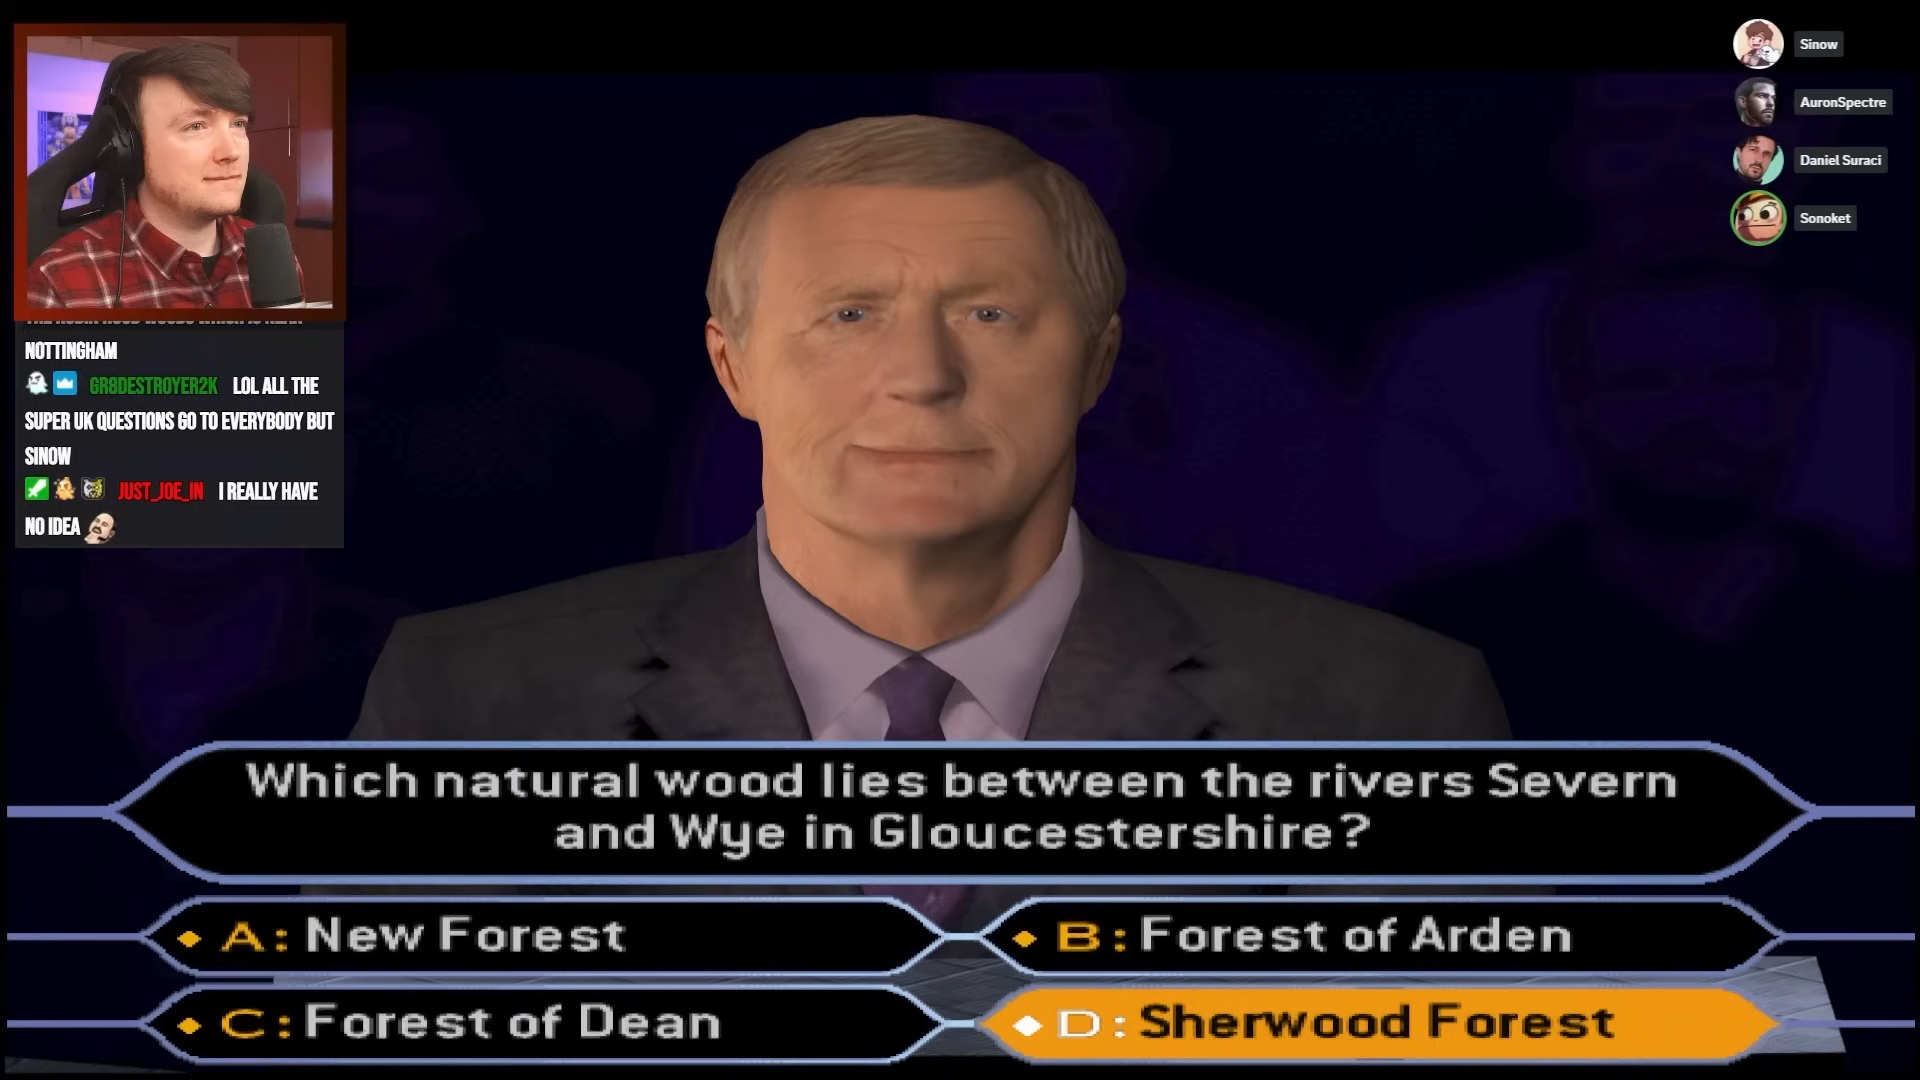 Sinow
AuronSpectre
Daniel Suraci
Sonoket
NOTTINGHAM
GR8DESTROYER2K LOL ALL THE
SUPER UK QUESTIONS GO TO EVERYBODY BUT
SINOW
JUST_JOE_IN I REALLY HAVE
NO IDEA
Which natural wood lies between the rivers Severn
and Wye in Gloucestershire?
A: New Forest
B: Forest of Arden
C: Forest of Dean
D: Sherwood Forest